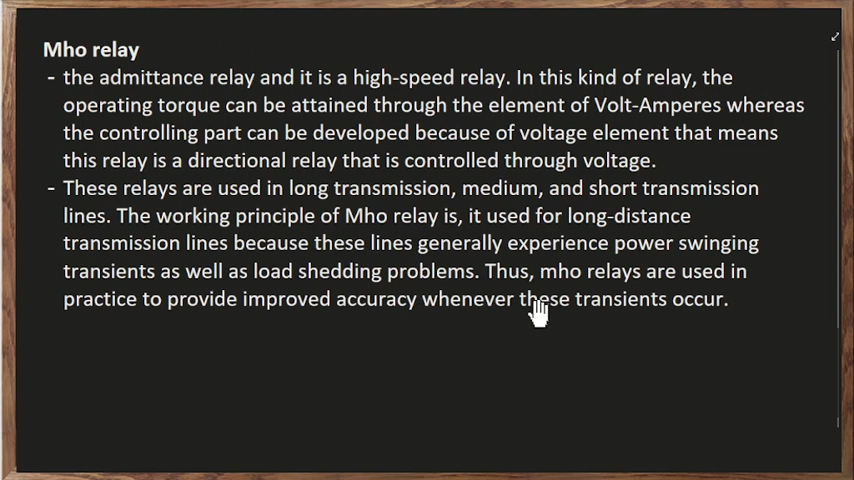 Mho relay
- the admittance relay and it is a high-speed relay. In this kind of relay, the
operating torque can be attained through the element of Volt-Amperes whereas
the controlling part can be developed because of voltage element that means
this relay is a directional relay that is controlled through voltage.
- These relays are used in long transmission, medium, and short transmission
lines. The working principle of Mho relay is, it used for long-distance
transmission lines because these lines generally experience power swinging
transients as well as load shedding problems. Thus, mho relays are used in
practice to provide improved accuracy whenever these transients occur.